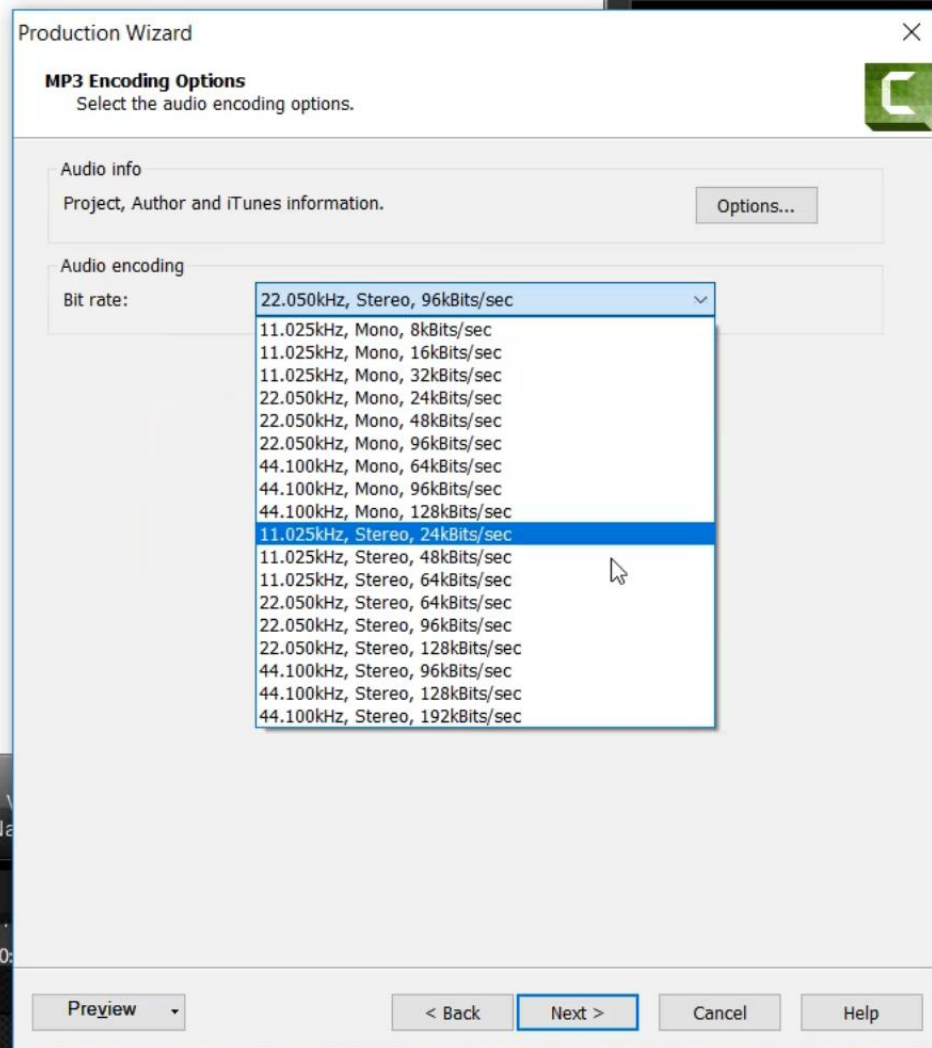 Production Wizard
MP3 Encoding Options
Select the audio encoding options.
Audio info
Project, Author and iTunes information.
Options...
Audio encoding
Bit rate:
22.050kHz, Stereo, 96kBits/sec
11.025kHz, Mono, 8kBits/sec
11.025kHz, Mono, 16kBits/sec
11.025kHz, Mono, 32kBits/sec
22.050kHz, Mono, 24kBits/sec
22.050kHz, Mono, 48kBits/sec
22.050kHz, Mono, 96kBits/sec
44.100kHz, Mono, 64kBits/sec
44.100kHz, Mono, 96kBits/sec
44.100kHz, Mono, 128kBits/sec
11.025kHz, Stereo, 24kBits/sec
11.025kHz, Stereo, 48kBits/sec
11.025kHz, Stereo, 64kBits/sec
22.050kHz, Stereo, 64kBits/sec
22.050kHz, Stereo, 96kBits/sec
22.050kHz, Stereo, 128kBits/sec
44.100kHz, Stereo, 96kBits/sec
44.100kHz, Stereo, 128kBits/sec
44.100kHz, Stereo, 192kBits/sec
Preview
< Back
Next >
Cancel
Help